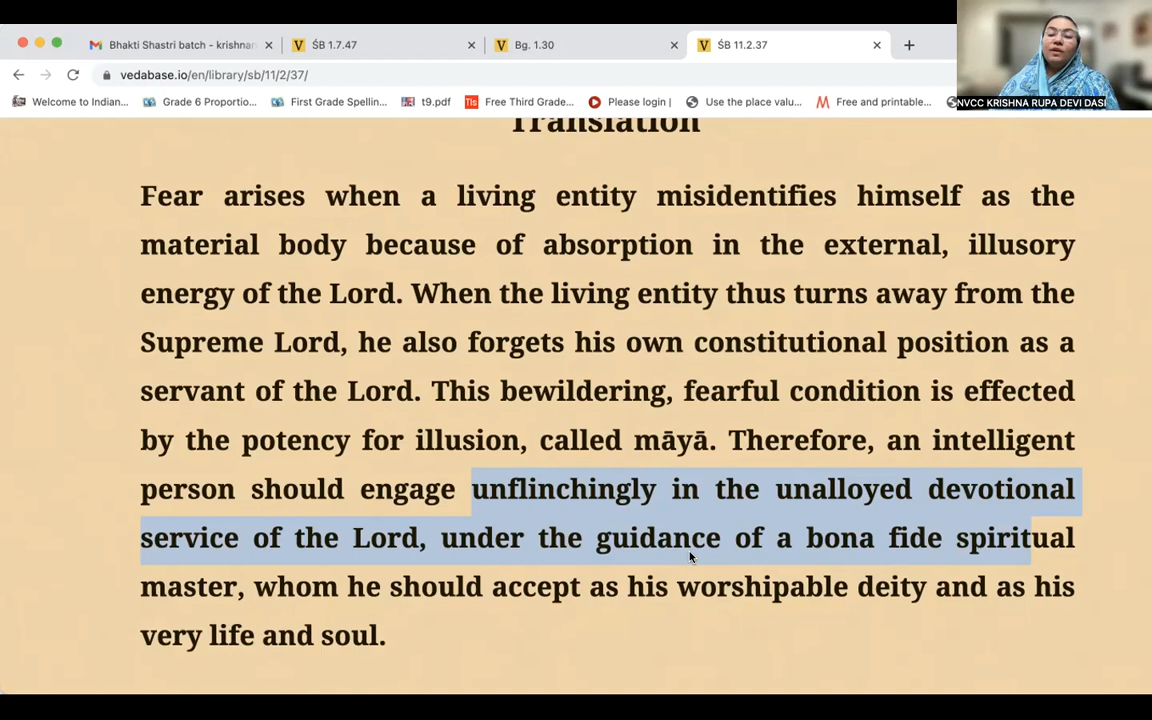 Bhakti Shastri batch - krishnar
ŚB 1.7.47
Bg. 1.30
ŚB 11.2.37
vedabase.io/en/library/sb/11/2/37/
Welcome to Indian...
Grade 6 Proportio...
First Grade Spellin...
t9.pdf
Free Third Grade...
Please login |
Use the place valu...
Free and printable...
NVCC KRISHNA RUPA DEVI DASI
Translation
Fear arises when a living entity misidentifies himself as the
material body because of absorption in the external, illusory
energy of the Lord. When the living entity thus turns away from the
Supreme Lord, he also forgets his own constitutional position as a
servant of the Lord. This bewildering, fearful condition is effected
by the potency for illusion, called māyā. Therefore, an intelligent
person should engage unflinchingly in the unalloyed devotional
service of the Lord, under the guidance of a bona fide spiritual
master, whom he should accept as his worshipable deity and as his
very life and soul.